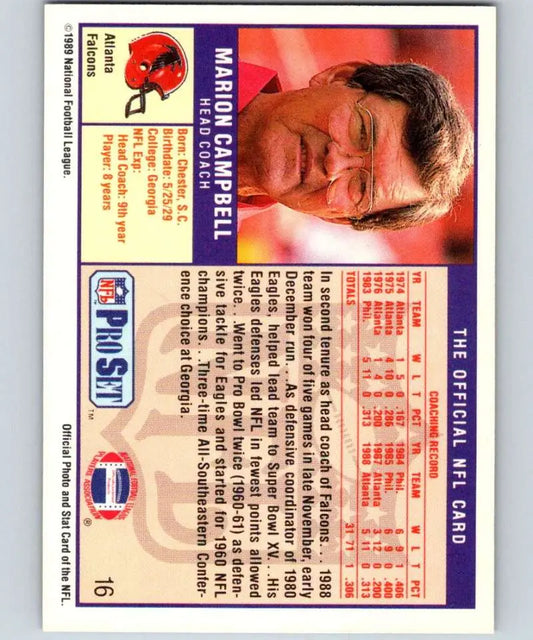 THE OFFICIAL NFL CARD
MARION CAMPBELL
HEAD COACH
Atlanta
Falcons
Born: Chester, S.C.
Birthdate: 5/25/29
College: Georgia
NFL Exp:
Head Coach: 9th year
Player: 8 years
COACHING RECORD
YR TEAM W L T PCT YR TEAM W L T PCT
1974 Atlanta 1 5 0 .167 1984 Phil. 6 9 1 .406
1975 Atlanta 4 10 0 .286 1985 Phil. 6 9 0 .400
1976 Atlanta 1 4 0 .200 1987 Atlanta 3 12 0 .200
1983 Phil. 5 11 0 .313 1988 Atlanta 5 11 0 .313
TOTALS 31 71 1 .306
In second tenure as head coach of Falcons. . . 1988
team won four of five games in late November, early
December run. . .As defensive coordinator of 1980
Eagles, helped lead team to Super Bowl XV. . .His
Eagles defenses led NFL in fewest points allowed
twice. . .Went to Pro Bowl twice (1960-61) as defen-
sive tackle for Eagles and started for 1960 NFL
champions. . .Three-time All-Southeastern Confer-
ence choice at Georgia.
NFL PRO SET ™
®
16
©1989 National Football League.
Official Photo and Stat Card of the NFL.